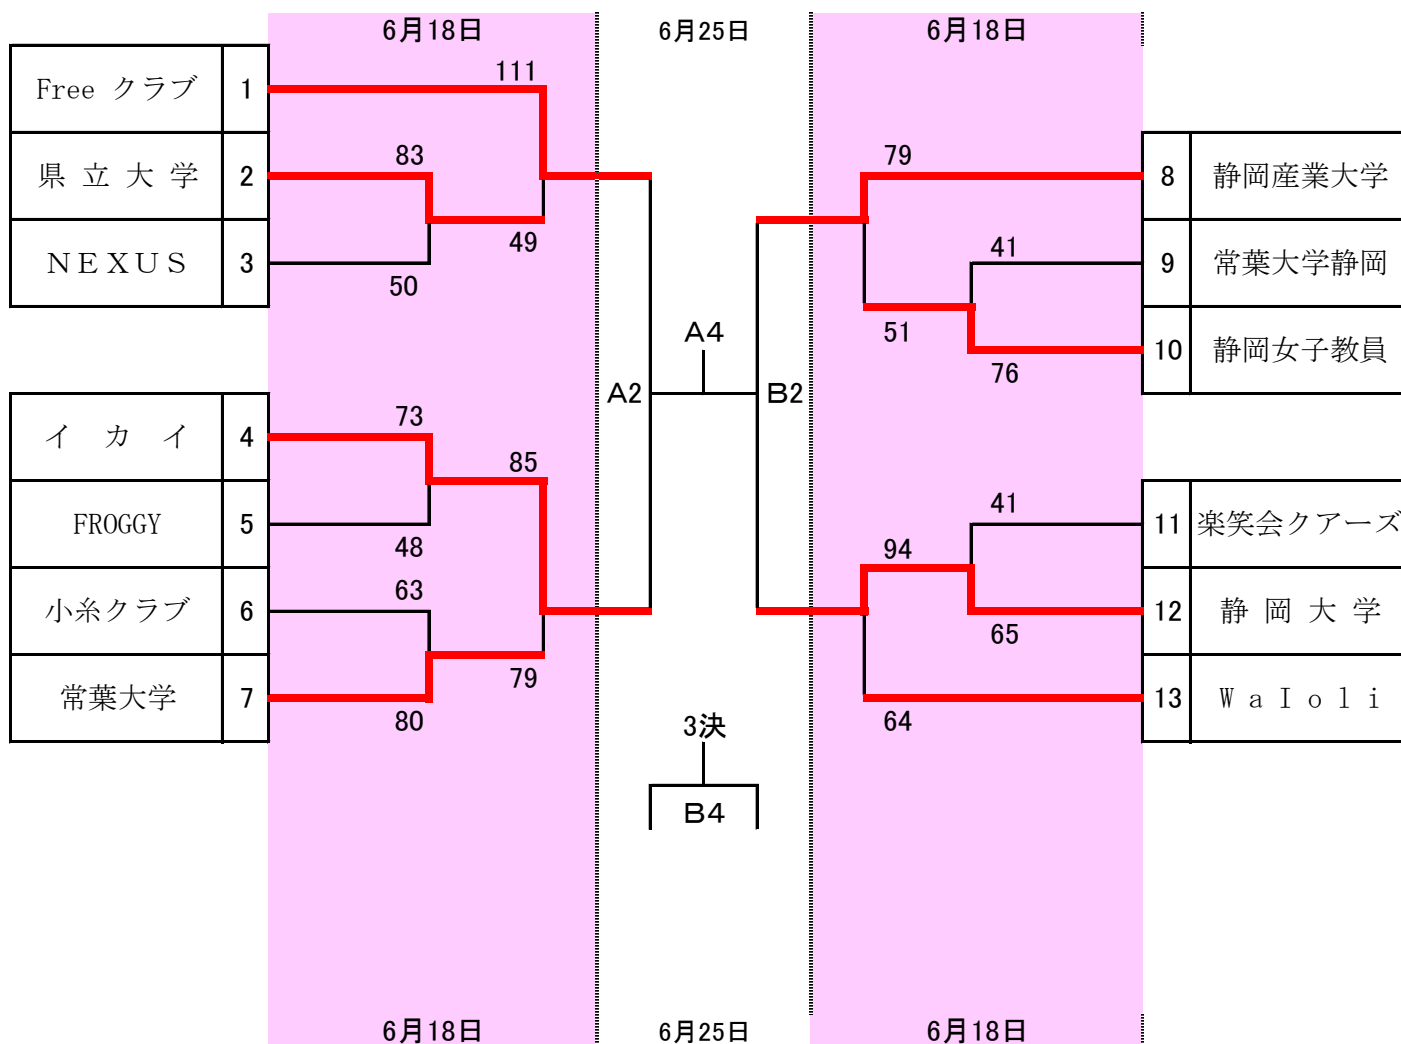 6月18日
6月25日
6月18日
Free クラブ 1
111
県 立 大 学 2
83
49
NEXUS 3
50
イ カ イ 4
73
85
FROGGY 5
48
小糸クラブ 6
63
79
常葉大学 7
80
A2
A4
B2
3決
B4
79
8 静岡産業大学
41
9 常葉大学静岡
51
10 静岡女子教員
76
41
11 楽笑会クアーズ
94
12 静 岡 大 学
65
13 WaIoli
64
6月18日
6月25日
6月18日